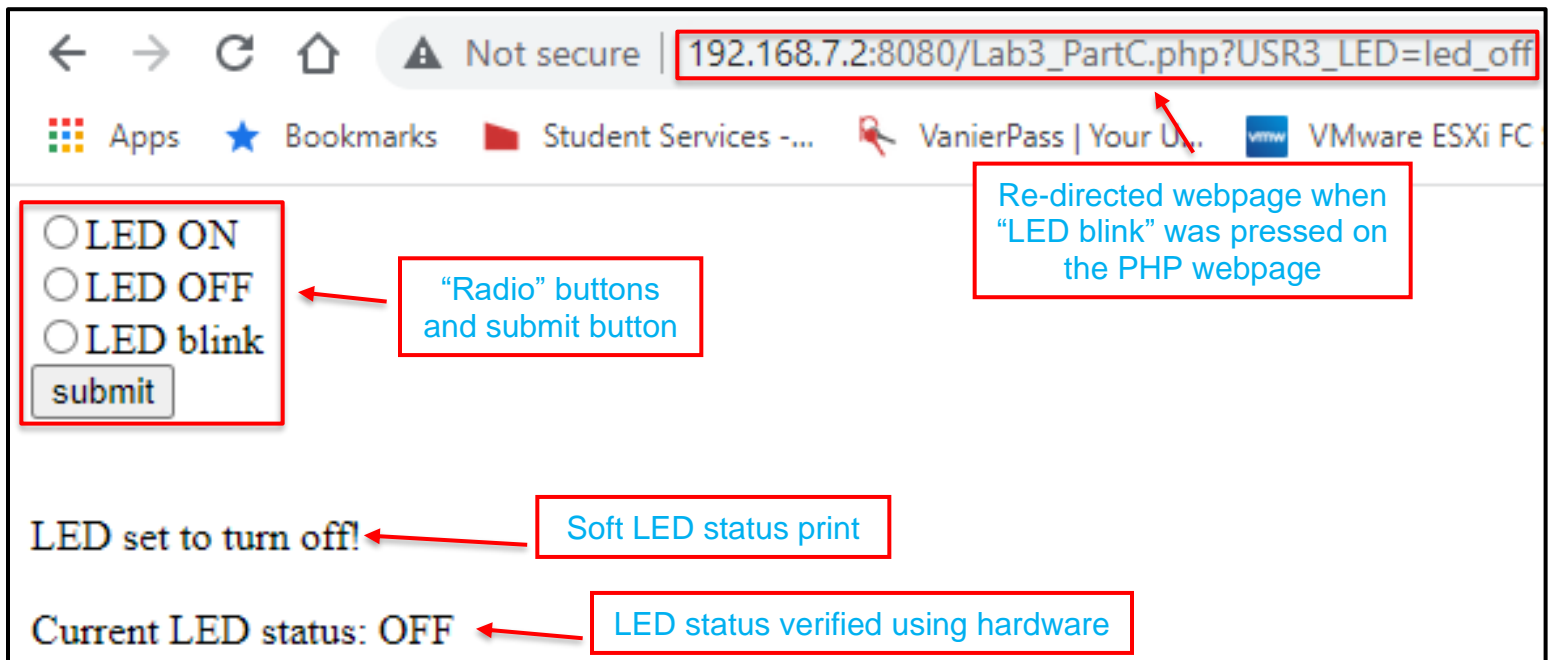 Not secure | 192.168.7.2:8080/Lab3_PartC.php?USR3_LED=led_off
Apps Bookmarks Student Services -... VanierPass | Your U... vmw VMware ESXi FC
Re-directed webpage when
“LED blink” was pressed on
the PHP webpage
LED ON
LED OFF
LED blink
submit
“Radio” buttons
and submit button
LED set to turn off!
Soft LED status print
Current LED status: OFF
LED status verified using hardware